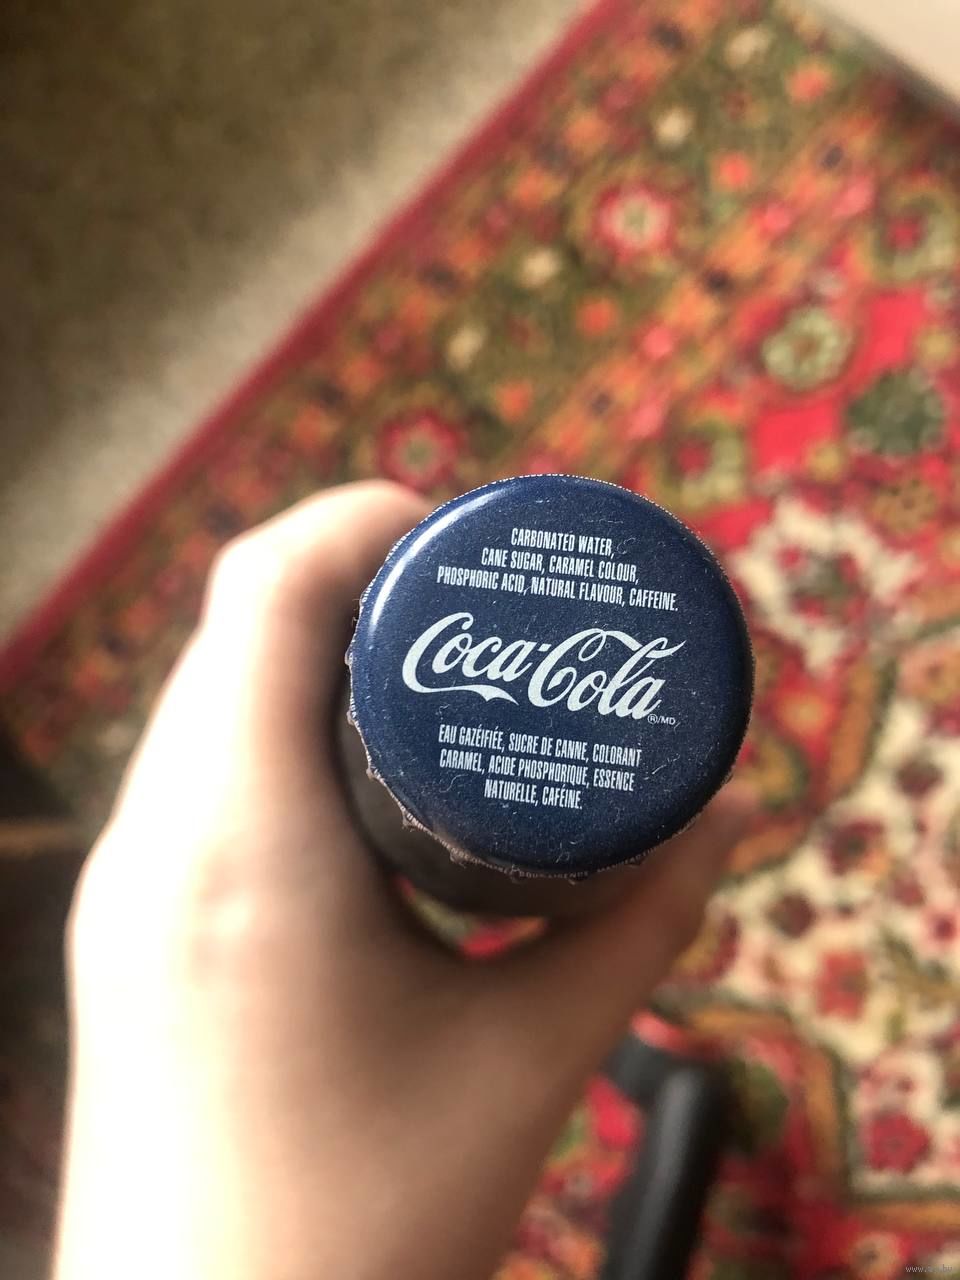 CARBONATED WATER,
CANE SUGAR, CARAMEL COLOUR,
PHOSPHORIC ACID, NATURAL FLAVOUR, CAFFEINE.
Coca-Cola
®/MD
EAU GAZÉIFIÉE, SUCRE DE CANNE, COLORANT
CARAMEL, ACIDE PHOSPHORIQUE, ESSENCE
NATURELLE, CAFÉINE.